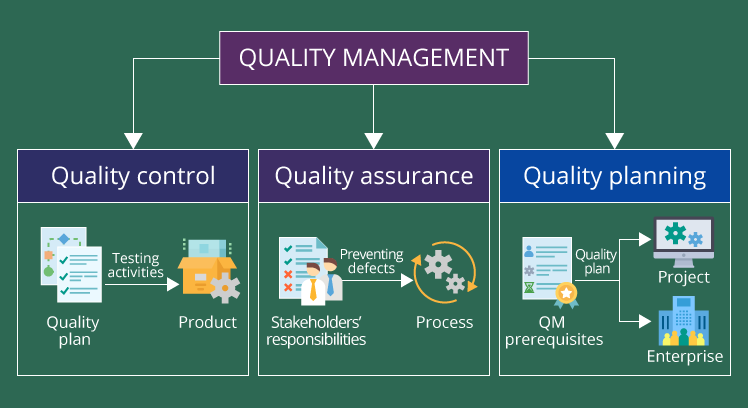 QUALITY MANAGEMENT
Quality control
Quality assurance
Quality planning
Testing
activities
Quality
plan
Product
Preventing
defects
Stakeholders’
responsibilities
Process
Quality
plan
QM
prerequisites
Project
Enterprise